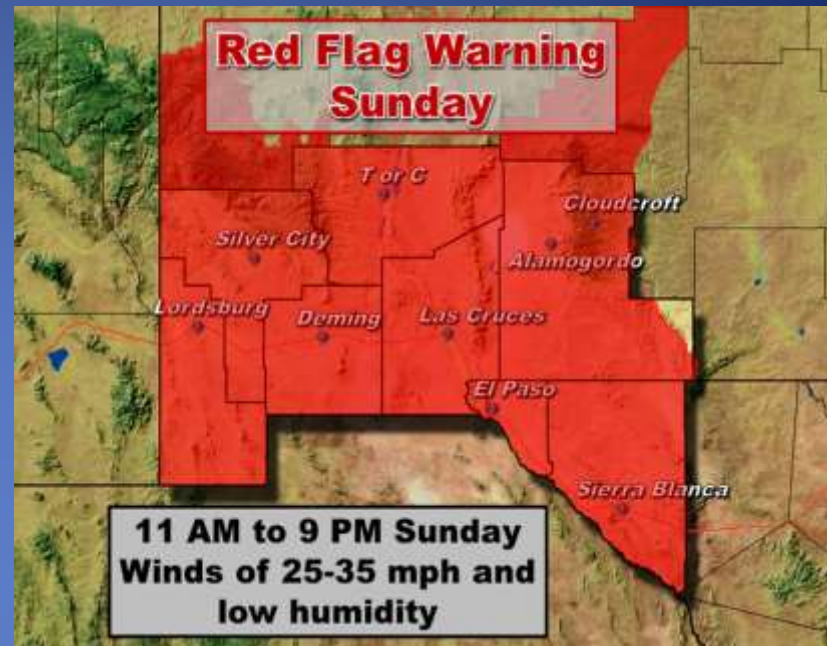 Red Flag Warning
Sunday
T or C
Cloudcroft
Silver City
Alamogordo
Lordsburg
Deming
Las Cruces
El Paso
Sierra Blanca
11 AM to 9 PM Sunday
Winds of 25-35 mph and
low humidity